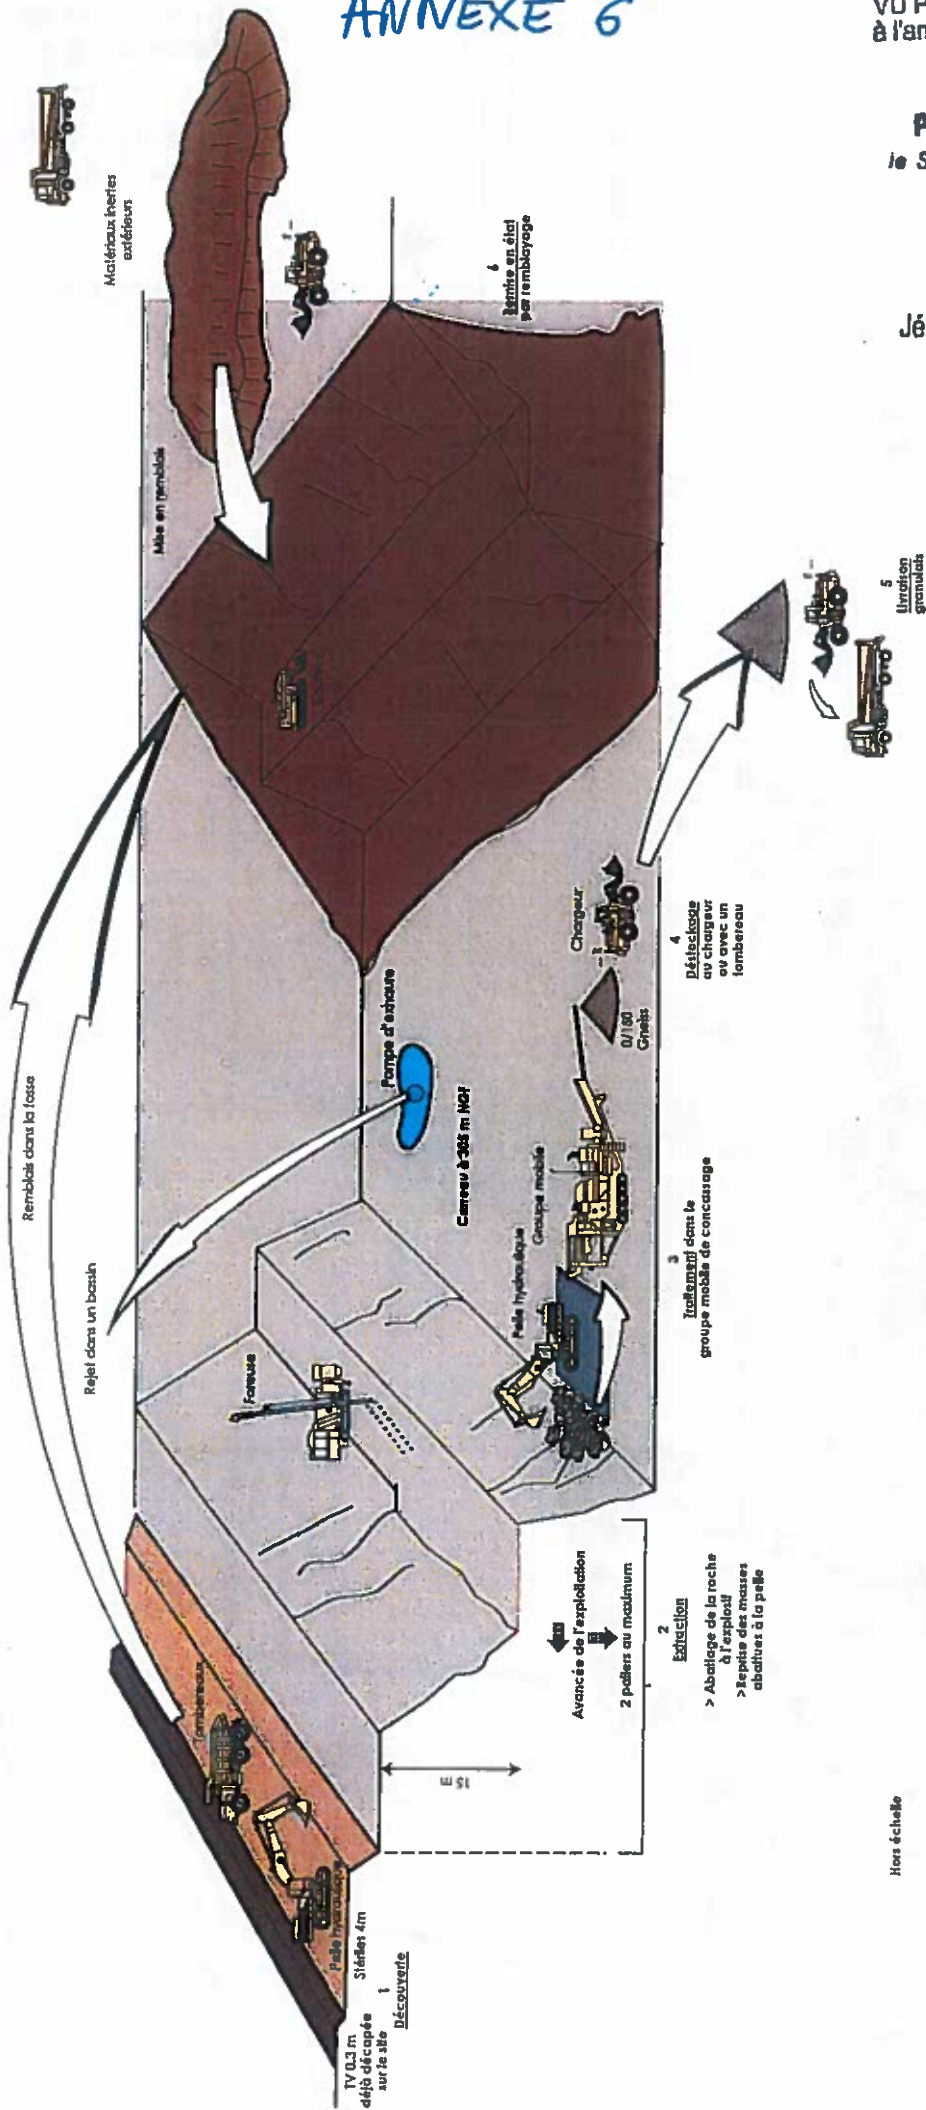 ANNEXE 6
VU P
à l'an
P
le S
Jé
Matériaux inertes
extérieurs
Mise en remblais
6
Remise en état
par remblayage
Remblais dans la fosse
Rejet dans un bassin
Pompe d'exhaure
Carreau à 365 m NGF
Foreuse
Tombereaux
Pelle hydraulique
TV 0.3 m
déjà décapée
sur le site
Stériles 4m
1
Découverte
15 m
Avancée de l'exploitation
2 paliers au maximum
2
Extraction
> Abattage de la roche
à l'explosif
>Reprise des masses
abattues à la pelle
Pelle hydraulique
Groupe mobile
3
Traitement dans le
groupe mobile de concassage
0/180
Gneiss
Chargeur
4
Déstockage
au chargeur
ou avec un
tombereau
5
Livraison
granulats
Hors échelle